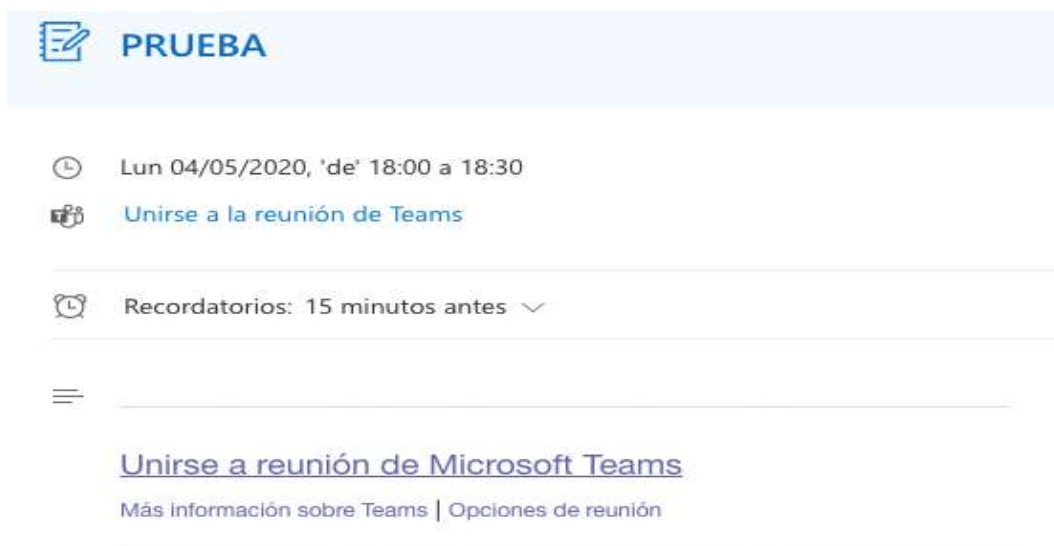 PRUEBA
Lun 04/05/2020, 'de' 18:00 a 18:30
Unirse a la reunión de Teams
Recordatorios: 15 minutos antes
Unirse a reunión de Microsoft Teams
Más información sobre Teams | Opciones de reunión